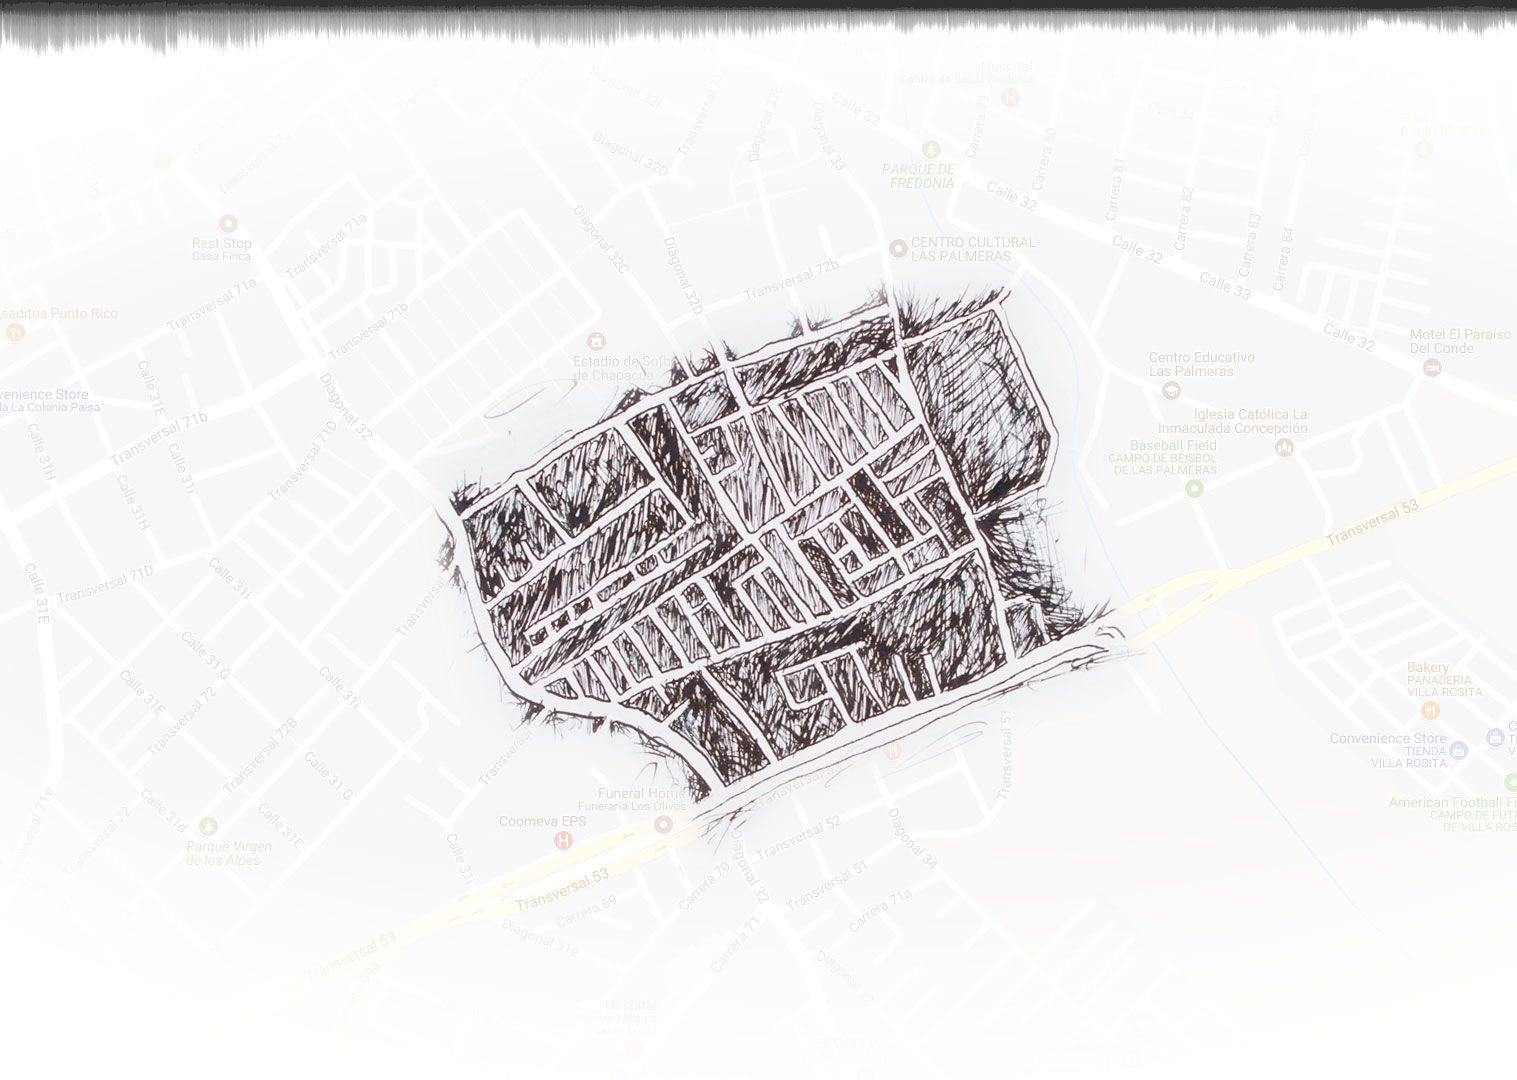 Hospital
Centro de Salud Fredonia
Calle 35
Diagonal 32I
Transversal 71a
Diagonal 32E
Diagonal 33
Calle 32
Carrera 79
Carrera 80
Calle 34
Transversal 70
Transversal 70
Diagonal 32D
PARQUE DE
FREDONIA
Calle 32
Carrera 81
Carrera 82
Carrera 83
Carrera 84
Rest Stop
Casa Finca
Transversal 71a
Diagonal 32C
Diagonal 32D
CENTRO CULTURAL
LAS PALMERAS
Calle 32
Calle 33
Transversal 72b
Transversal 71a
Asaditos Punto Rico
Transversal 71b
Calle 32
Motel El Paraíso
Del Conde
Estadio de Sofb
de Chapac
Centro Educativo
Las Palmeras
Convenience Store
La Colonia Paisa
Calle 31E
Transversal 71b
Diagonal 32
Iglesia Católica La
Inmaculada Concepción
Baseball Field
CAMPO DE BÉISBOL
DE LAS PALMERAS
Calle 31H
Calle 31i
Transversal 71D
Calle 31H
Transversal 53
Calle 31E
Transversal 71D
Calle 31i
Transversal
Calle 31 G
Calle 31i
Calle 31E
Transversal 72
Transversal 72B
Transversal
Transversal 51
Bakery
PANADERÍA
VILLA ROSITA
Convenience Store
TIENDA
VILLA ROSITA
Calle 31 G
Transversal 71e
Calle 31d
Transversal 72
Calle 31E
Funeral Home
Funeraria Los Olivos
Coomeva EPS
American Football Fi
CAMPO DE FUT
DE VILLA ROS
Parque Virgen
de los Alpes
Calle 31i
Transversal 52
Diagonal 34
Diagonal 32
Transversal 51
Carrera 70
Transversal 53
Carrera 69
Carrera 71a
Diagonal 31e
Carrera 71
Transversal 53
Diagonal 32
Carrera 69a
Hospital
Centro Médico
Santa Lucia
Pharmacy